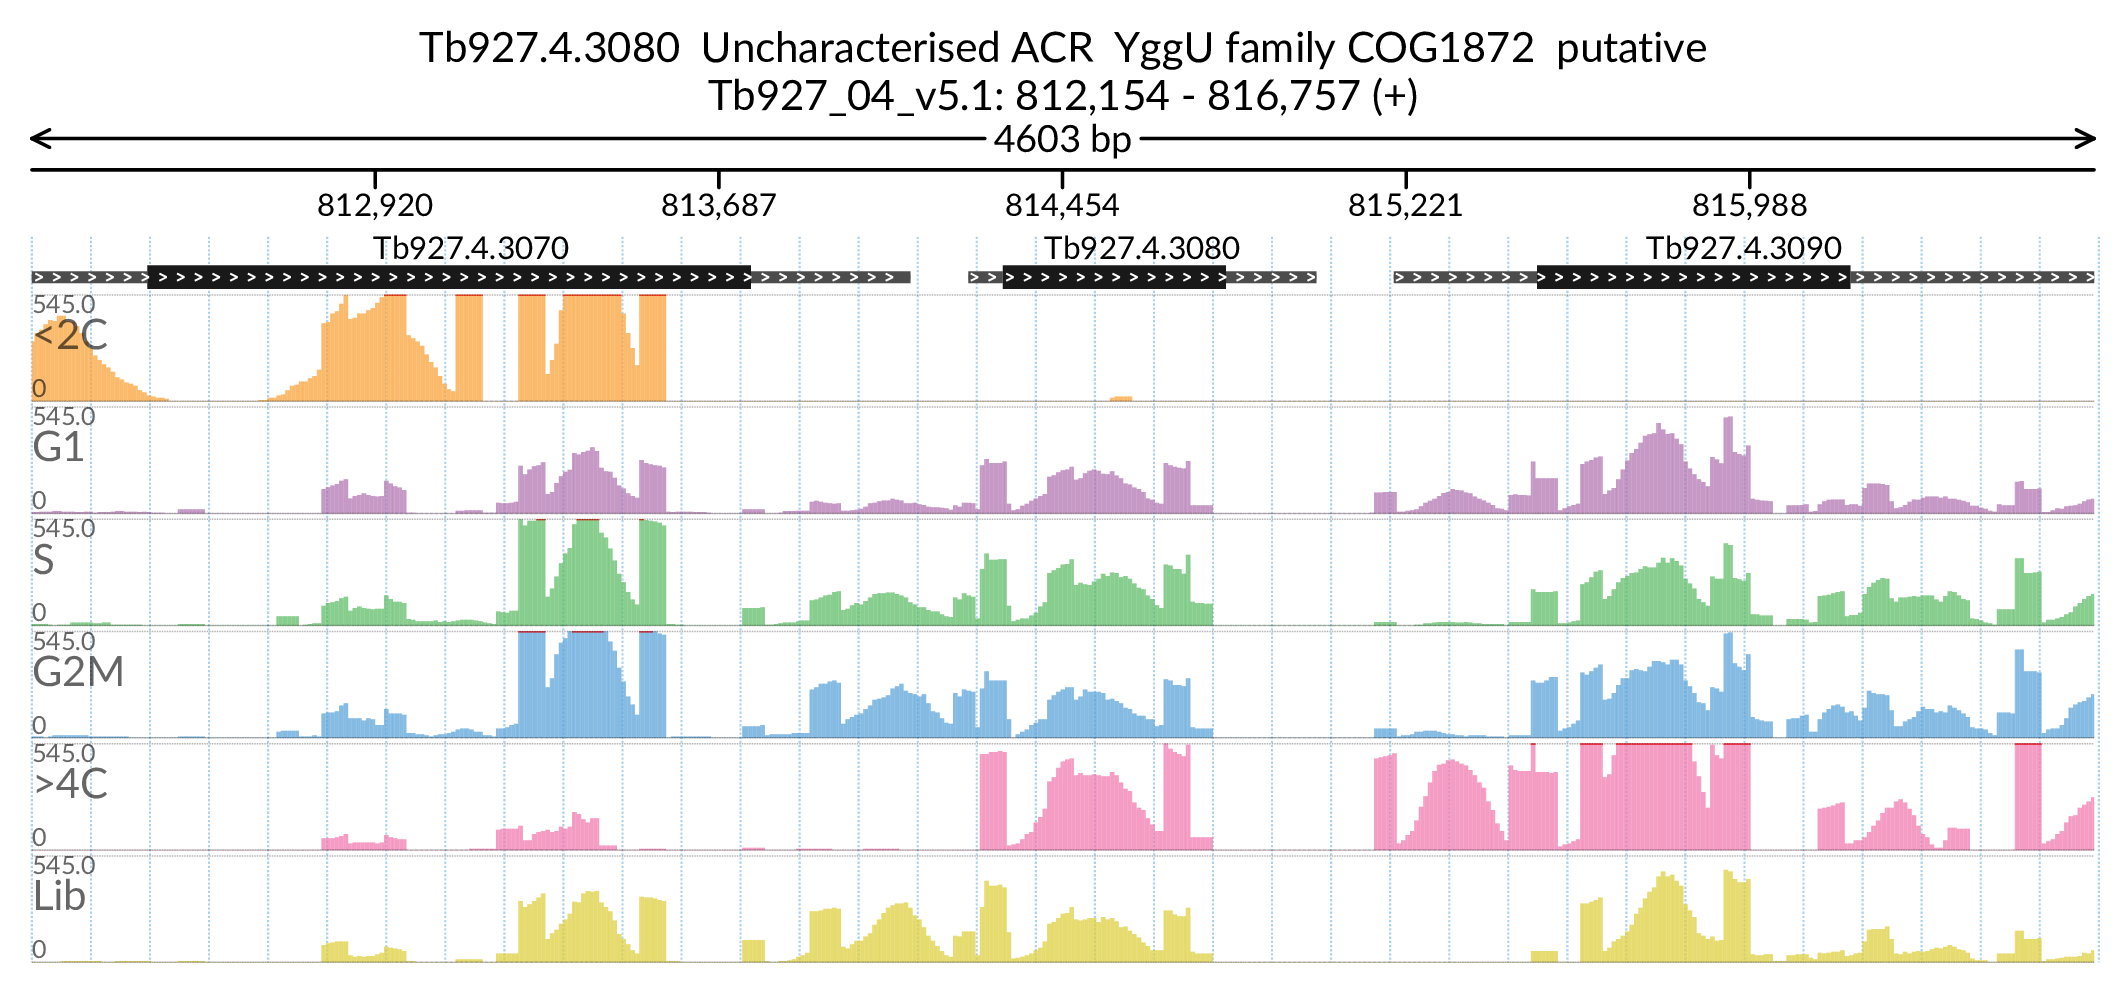 Tb927.4.3080  Uncharacterised ACR  YggU family COG1872  putative
Tb927_04_v5.1: 812,154 - 816,757 (+)
4603 bp
812,920 813,687 814,454 815,221 815,988
Tb927.4.3070 Tb927.4.3080 Tb927.4.3090
545.0
<2C
0
545.0
G1
0
545.0
S
0
545.0
G2M
0
545.0
>4C
0
545.0
Lib
0